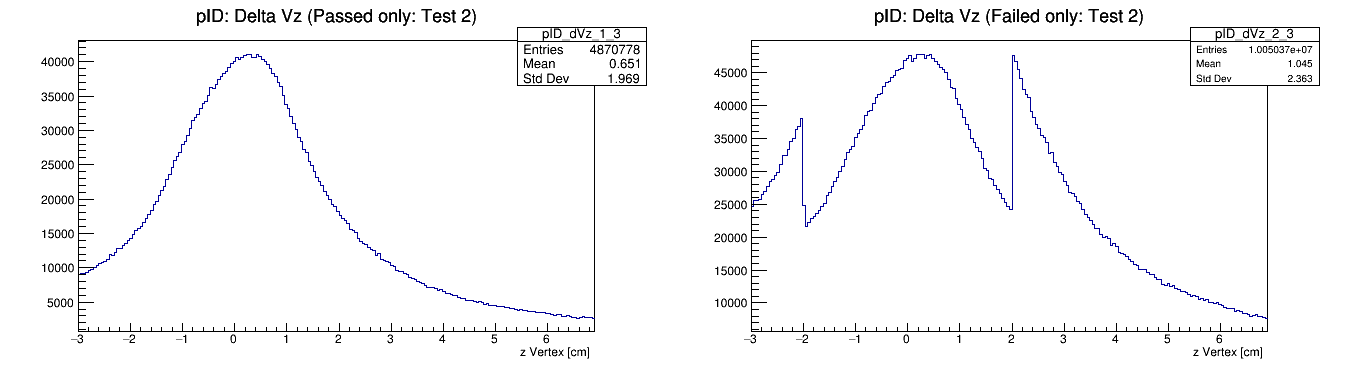 pID: Delta Vz (Passed only: Test 2)
pID_dVz_1_3
Entries 4870778
Mean 0.651
Std Dev 1.969
40000
35000
30000
25000
20000
15000
10000
5000
−3 −2 −1 0 1 2 3 4 5 6
z Vertex [cm]
pID: Delta Vz (Failed only: Test 2)
pID_dVz_2_3
Entries 1.005037e+07
Mean 1.045
Std Dev 2.363
45000
40000
35000
30000
25000
20000
15000
10000
−3 −2 −1 0 1 2 3 4 5 6
z Vertex [cm]